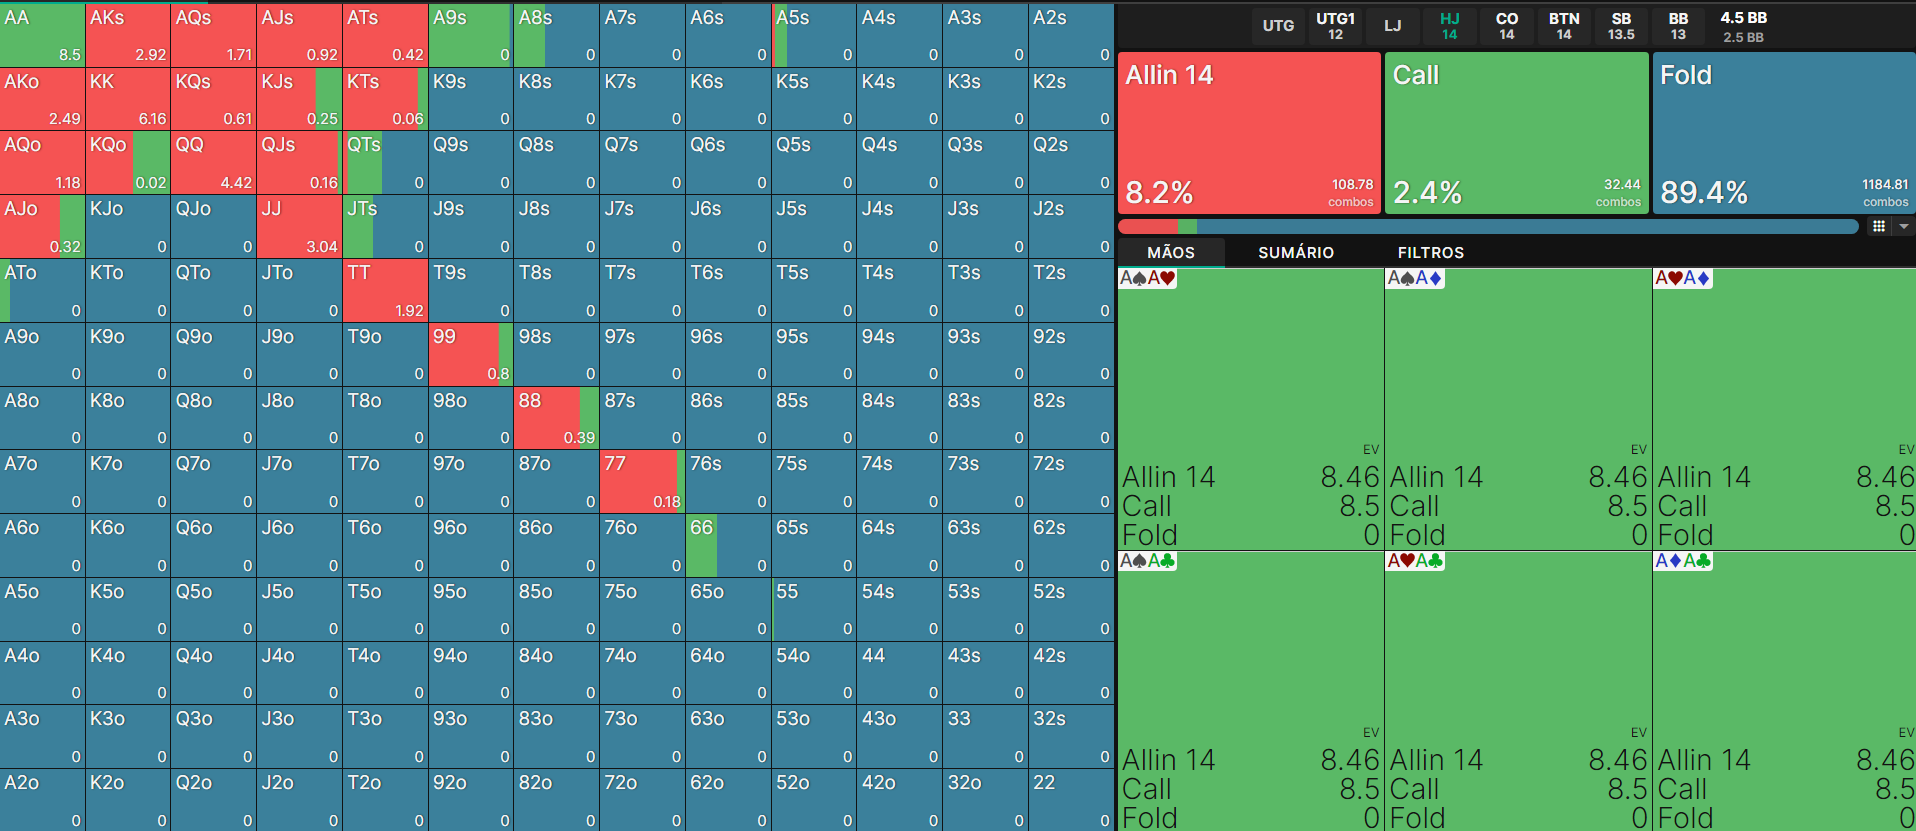 AA AKs AQs AJs ATs A9s A8s A7s A6s A5s A4s A3s A2s
8.5 2.92 1.71 0.92 0.42 0 0 0 0 0 0 0 0
AKo KK KQs KJs KTs K9s K8s K7s K6s K5s K4s K3s K2s
2.49 6.16 0.61 0.25 0.06 0 0 0 0 0 0 0 0
AQo KQo QQ QJs QTs Q9s Q8s Q7s Q6s Q5s Q4s Q3s Q2s
1.18 0.02 4.42 0.16 0 0 0 0 0 0 0 0 0
AJo KJo QJo JJ JTs J9s J8s J7s J6s J5s J4s J3s J2s
0.32 0 0 3.04 0 0 0 0 0 0 0 0 0
ATo KTo QTo JTo TT T9s T8s T7s T6s T5s T4s T3s T2s
0 0 0 0 1.92 0 0 0 0 0 0 0 0
A9o K9o Q9o J9o T9o 99 98s 97s 96s 95s 94s 93s 92s
0 0 0 0 0 0.8 0 0 0 0 0 0 0
A8o K8o Q8o J8o T8o 98o 88 87s 86s 85s 84s 83s 82s
0 0 0 0 0 0 0.39 0 0 0 0 0 0
A7o K7o Q7o J7o T7o 97o 87o 77 76s 75s 74s 73s 72s
0 0 0 0 0 0 0 0.18 0 0 0 0 0
A6o K6o Q6o J6o T6o 96o 86o 76o 66 65s 64s 63s 62s
0 0 0 0 0 0 0 0 0 0 0 0 0
A5o K5o Q5o J5o T5o 95o 85o 75o 65o 55 54s 53s 52s
0 0 0 0 0 0 0 0 0 0 0 0 0
A4o K4o Q4o J4o T4o 94o 84o 74o 64o 54o 44 43s 42s
0 0 0 0 0 0 0 0 0 0 0 0 0
A3o K3o Q3o J3o T3o 93o 83o 73o 63o 53o 43o 33 32s
0 0 0 0 0 0 0 0 0 0 0 0 0
A2o K2o Q2o J2o T2o 92o 82o 72o 62o 52o 42o 32o 22
0 0 0 0 0 0 0 0 0 0 0 0 0
UTG UTG1 LJ HJ CO BTN SB BB 4.5 BB
12 14 14 14 13.5 13 2.5 BB
Allin 14 Call Fold
8.2% 108.78 combos 2.4% 32.44 combos 89.4% 1184.81 combos
MÃOS SUMÁRIO FILTROS
A♠A♥ A♠A♦ A♥A♦
EV EV EV
Allin 14 8.46 Allin 14 8.46 Allin 14 8.46
Call 8.5 Call 8.5 Call 8.5
Fold 0 Fold 0 Fold 0
A♠A♣ A♥A♣ A♦A♣
EV EV EV
Allin 14 8.46 Allin 14 8.46 Allin 14 8.46
Call 8.5 Call 8.5 Call 8.5
Fold 0 Fold 0 Fold 0